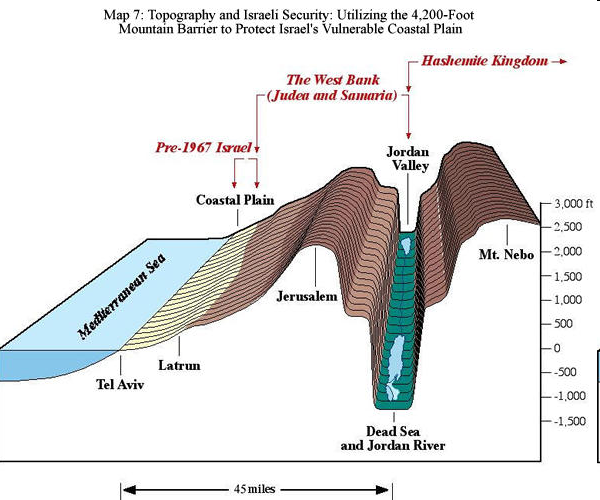 Map 7: Topography and Israeli Security: Utilizing the 4,200-Foot
Mountain Barrier to Protect Israel's Vulnerable Coastal Plain
Hashemite Kingdom
The West Bank
(Judea and Samaria)
Pre-1967 Israel
Jordan
Valley
Coastal Plain
3,000 ft
2,500
2,000
1,500
1,000
500
0
-500
-1,000
-1,500
Mt. Nebo
Mediterranean Sea
Jerusalem
Latrun
Tel Aviv
Dead Sea
and Jordan River
45 miles